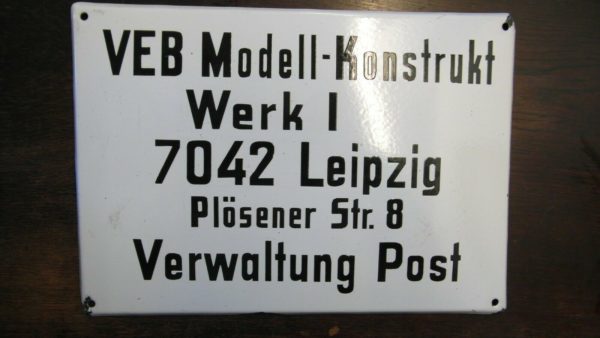 VEB Modell-Konstrukt
Werk I
7042 Leipzig
Plösener Str. 8
Verwaltung Post